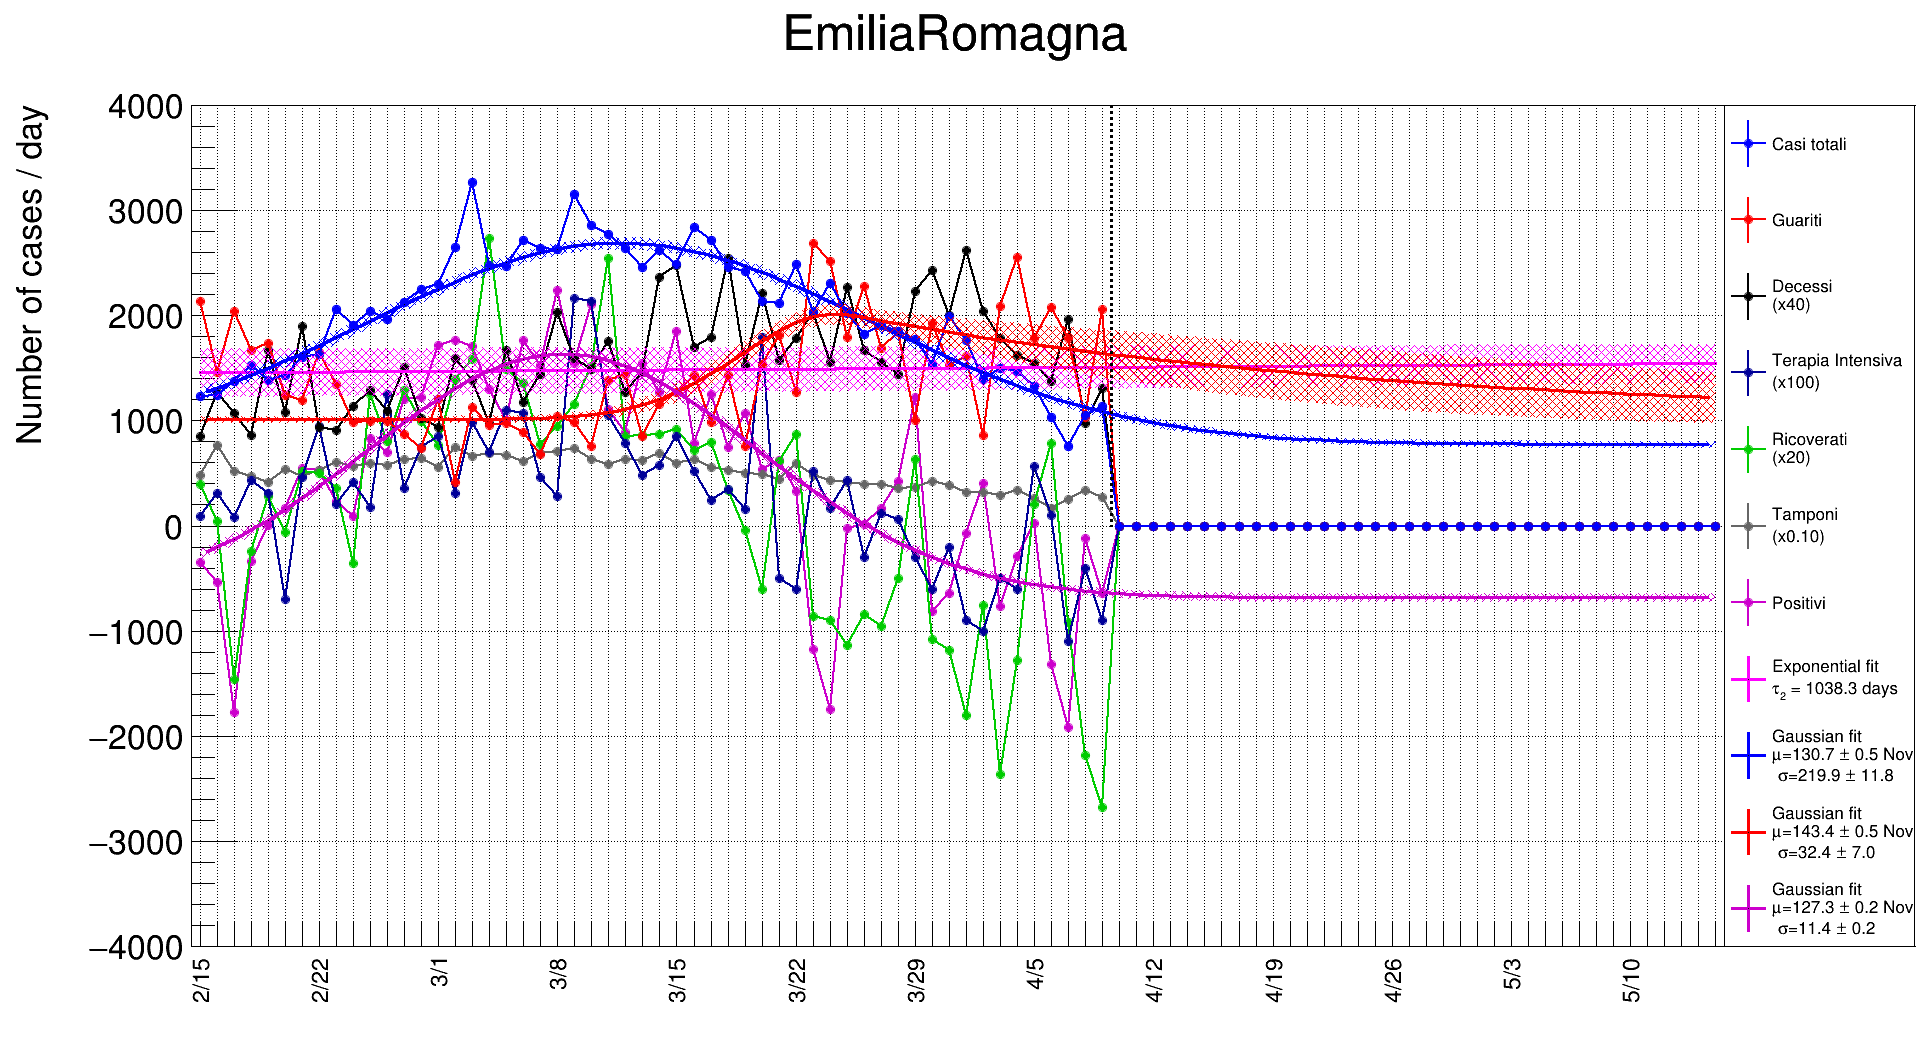 EmiliaRomagna
Number of cases / day
4000
3000
2000
1000
0
−1000
−2000
−3000
−4000
2/15
2/22
3/1
3/8
3/15
3/22
3/29
4/5
4/12
4/19
4/26
5/3
5/10
Casi totali
Guariti
Decessi
(x40)
Terapia Intensiva
(x100)
Ricoverati
(x20)
Tamponi
(x0.10)
Positivi
Exponential fit
τ2 = 1038.3 days
Gaussian fit
μ=130.7 ± 0.5 Nov
σ=219.9 ± 11.8
Gaussian fit
μ=143.4 ± 0.5 Nov
σ=32.4 ± 7.0
Gaussian fit
μ=127.3 ± 0.2 Nov
σ=11.4 ± 0.2